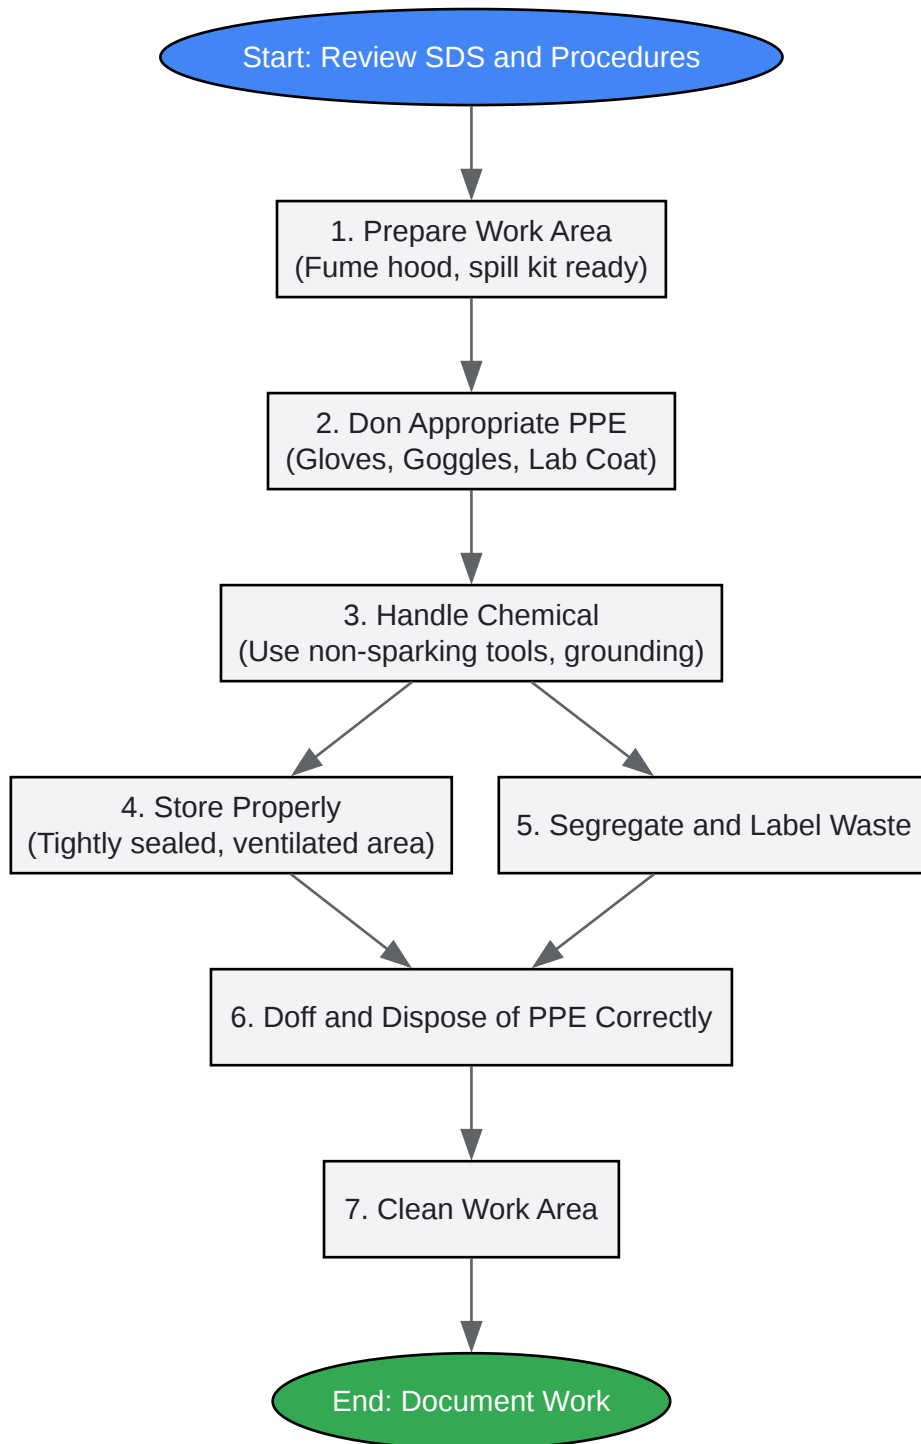 Start: Review SDS and Procedures
1. Prepare Work Area
(Fume hood, spill kit ready)
2. Don Appropriate PPE
(Gloves, Goggles, Lab Coat)
3. Handle Chemical
(Use non-sparking tools, grounding)
4. Store Properly
(Tightly sealed, ventilated area)
5. Segregate and Label Waste
6. Doff and Dispose of PPE Correctly
7. Clean Work Area
End: Document Work